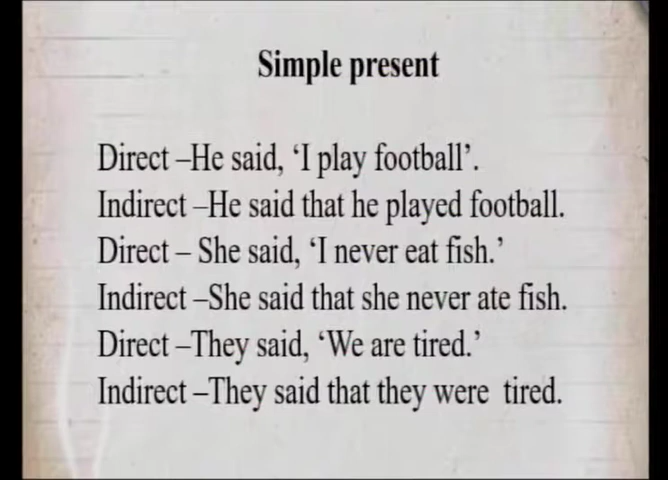 Simple present
Direct –He said, ‘I play football’.
Indirect –He said that he played football.
Direct – She said, ‘I never eat fish.’
Indirect –She said that she never ate fish.
Direct –They said, ‘We are tired.’
Indirect –They said that they were  tired.